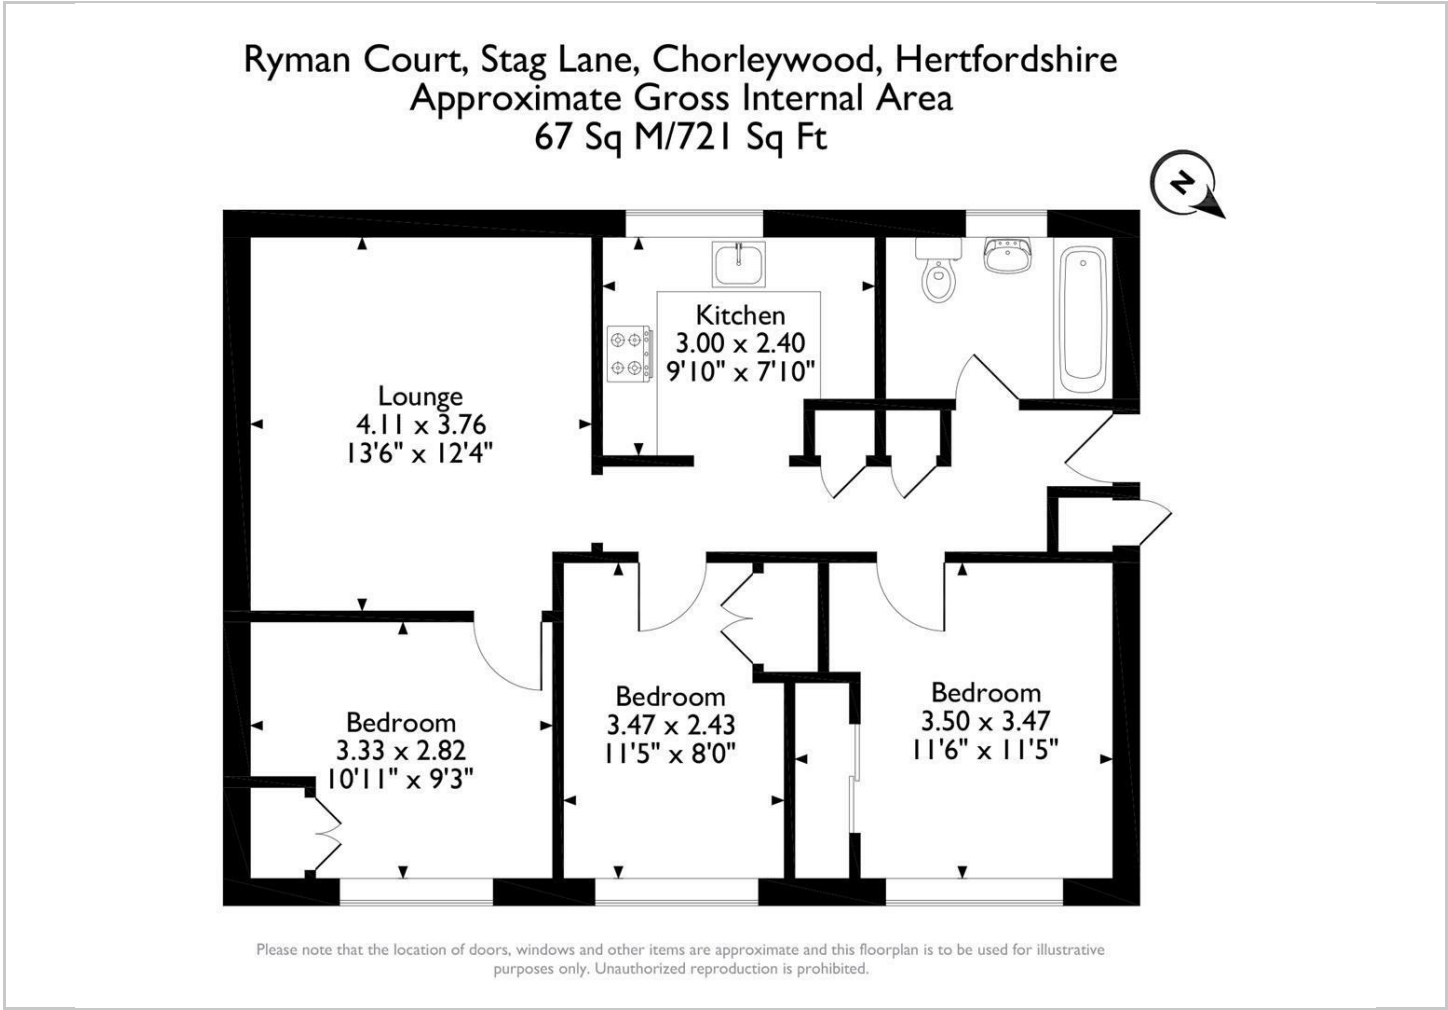 Ryman Court, Stag Lane, Chorleywood, Hertfordshire
Approximate Gross Internal Area
67 Sq M/721 Sq Ft
N
Kitchen
3.00 x 2.40
9'10" x 7'10"
Lounge
4.11 x 3.76
13'6" x 12'4"
Bedroom
3.33 x 2.82
10'11" x 9'3"
Bedroom
3.47 x 2.43
11'5" x 8'0"
Bedroom
3.50 x 3.47
11'6" x 11'5"
Please note that the location of doors, windows and other items are approximate and this floorplan is to be used for illustrative
purposes only. Unauthorized reproduction is prohibited.